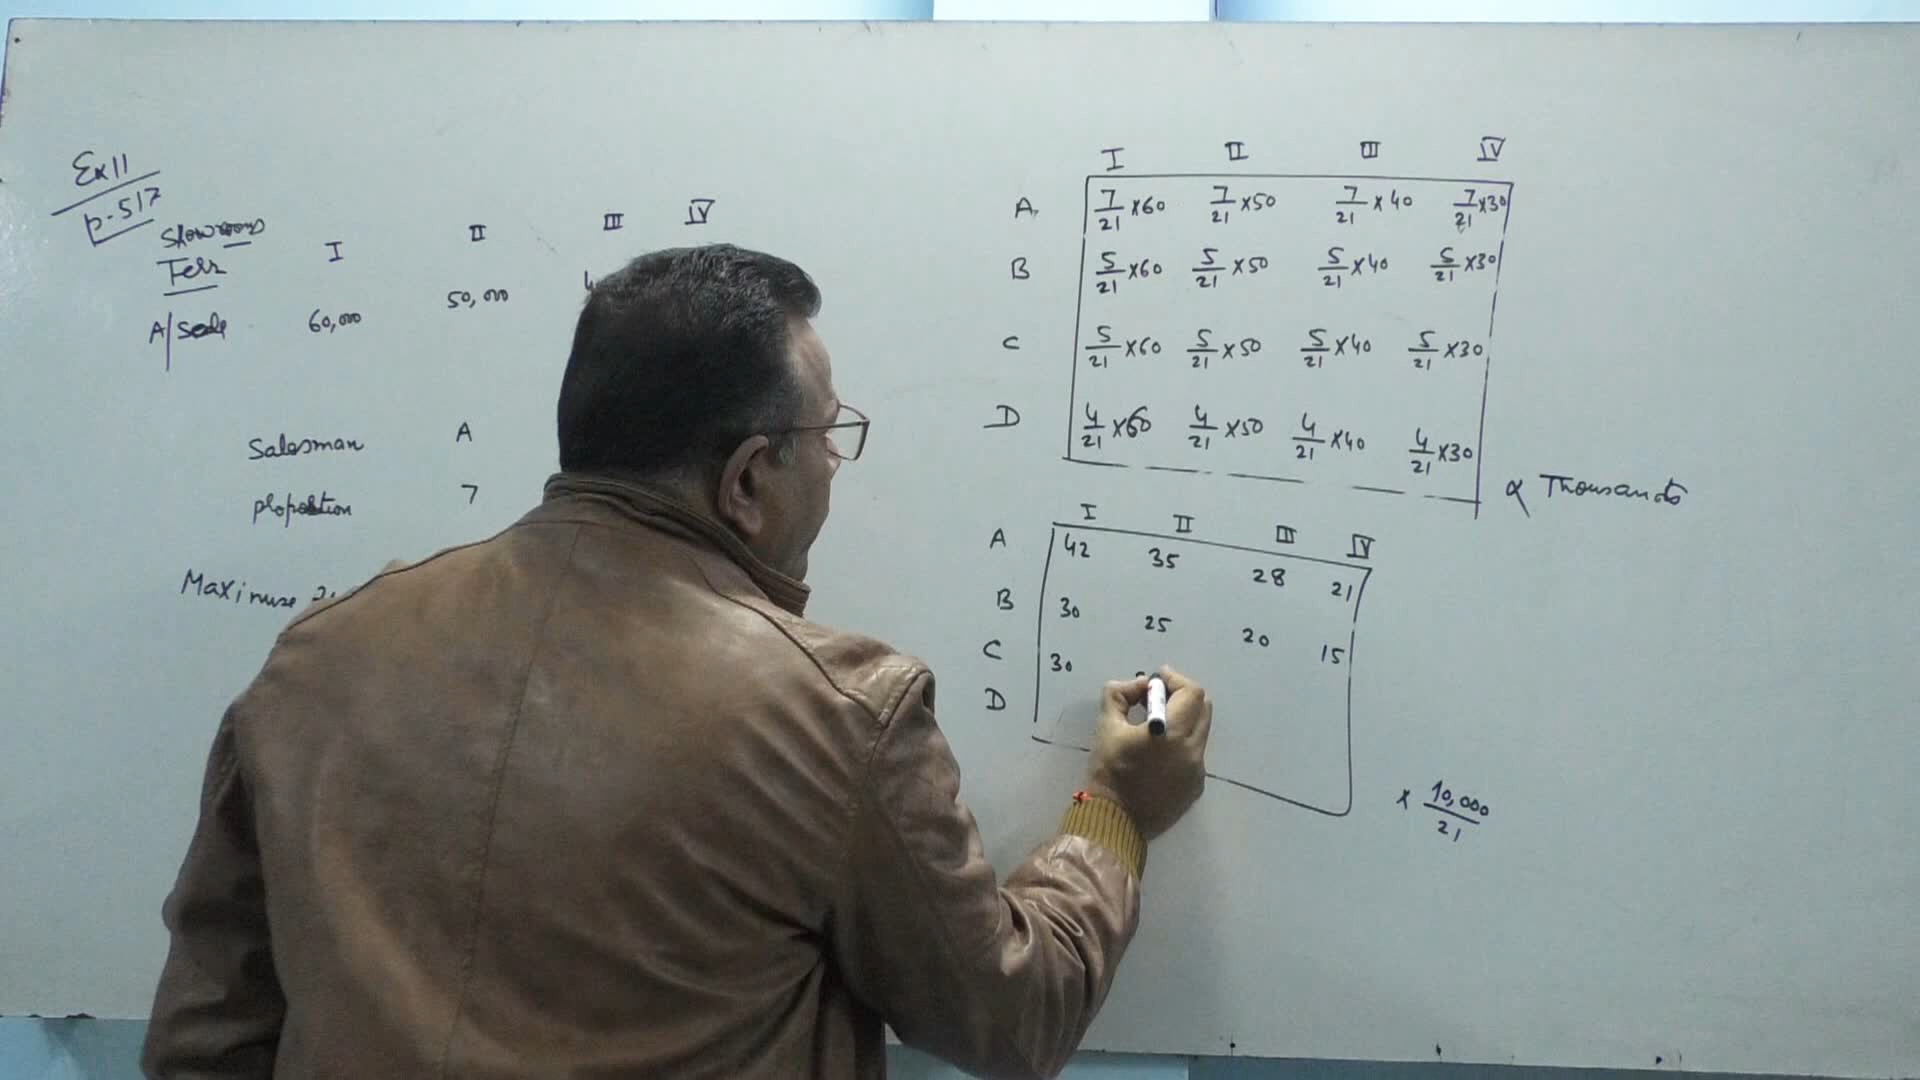 Ex 11
p-517
Showrooms
Terr I II III IV
A/Sale 60,000 50,000
Salesman A
proportion 7
Maximise
I II III IV
A 7/21 ×60 7/21 ×50 7/21 ×40 7/21 ×30
B 5/21 ×60 5/21 ×50 5/21 ×40 5/21 ×30
C 5/21 ×60 5/21 ×50 5/21 ×40 5/21 ×30
D 4/21 ×60 4/21 ×50 4/21 ×40 4/21 ×30
× Thousands
I II III IV
A 42 35 28 21
B 30 25 20 15
C 30
D
× 10,000/21